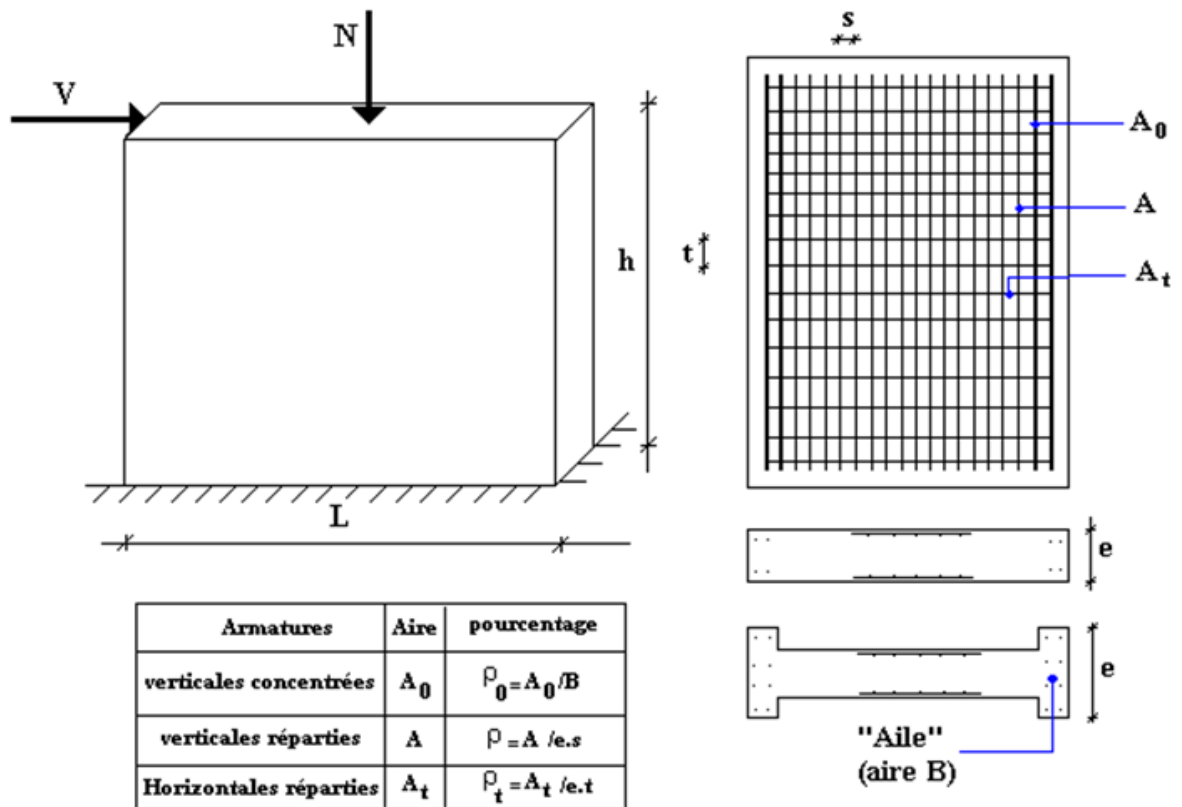 N
V
h
L
s
t
A0
A
At
e
e
"Aile"
(aire B)
Armatures Aire pourcentage
verticales concentrées A0 ρ0=A0/B
verticales réparties A ρ=A/e.s
Horizontales réparties At ρt=At/e.t